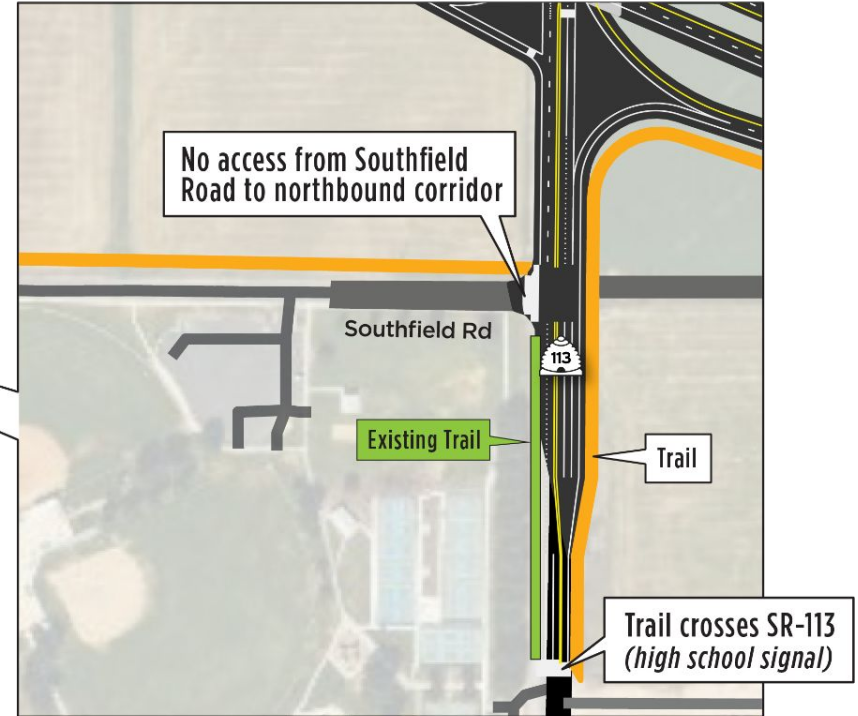 No access from Southfield
Road to northbound corridor
Southfield Rd
113
Existing Trail
Trail
Trail crosses SR-113
(high school signal)